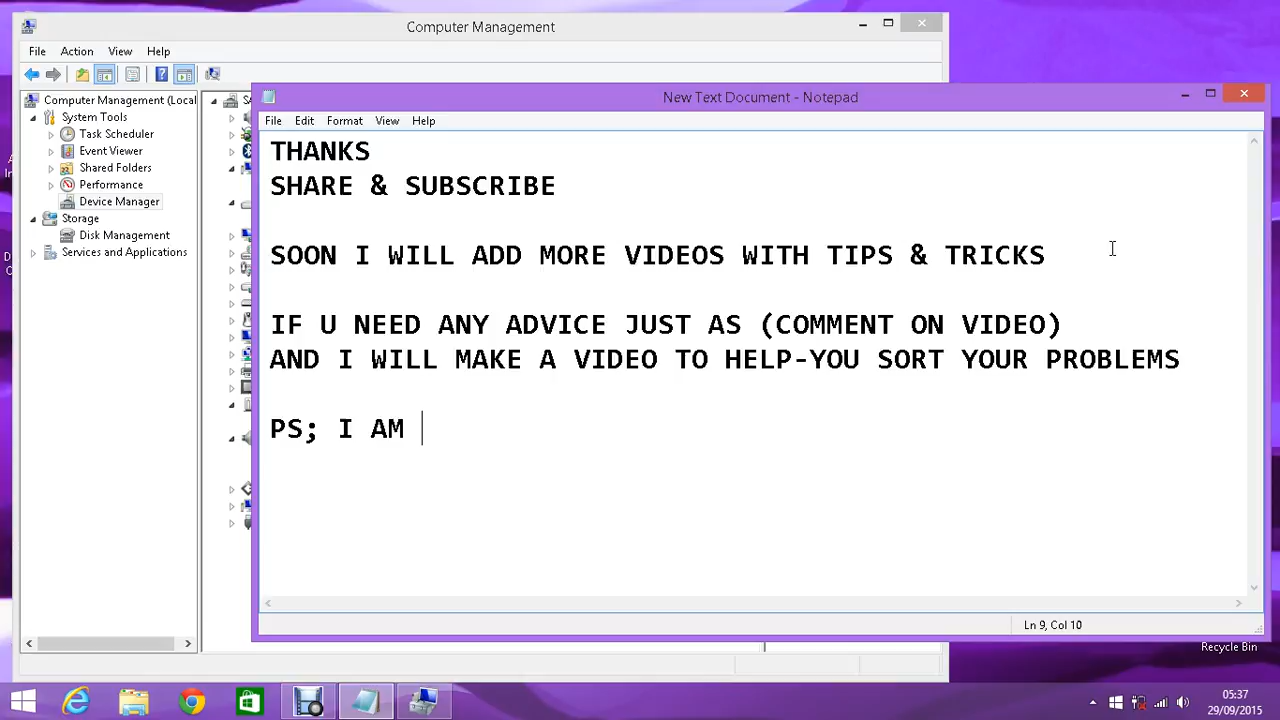 Computer Management
File Action View Help
Computer Management (Local
System Tools
Task Scheduler
Event Viewer
Shared Folders
Performance
Device Manager
Storage
Disk Management
Services and Applications
New Text Document - Notepad
File Edit Format View Help
THANKS
SHARE & SUBSCRIBE
SOON I WILL ADD MORE VIDEOS WITH TIPS & TRICKS
IF U NEED ANY ADVICE JUST AS (COMMENT ON VIDEO)
AND I WILL MAKE A VIDEO TO HELP-YOU SORT YOUR PROBLEMS
PS; I AM
Ln 9, Col 10
Recycle Bin
05:37
29/09/2015